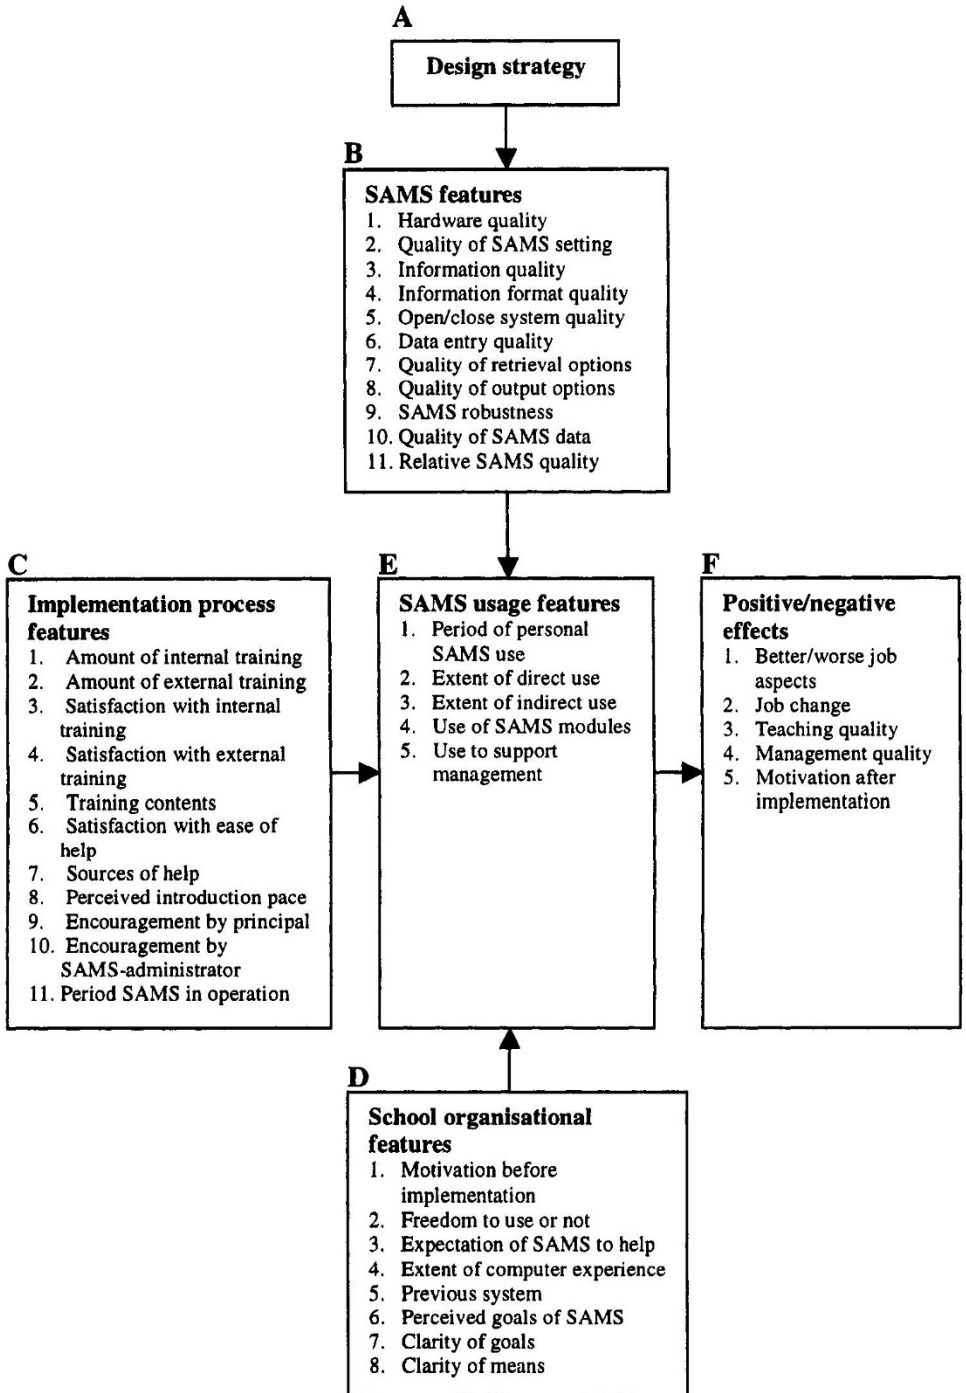 A
Design strategy
B
SAMS features
1. Hardware quality
2. Quality of SAMS setting
3. Information quality
4. Information format quality
5. Open/close system quality
6. Data entry quality
7. Quality of retrieval options
8. Quality of output options
9. SAMS robustness
10. Quality of SAMS data
11. Relative SAMS quality
C
Implementation process
features
1. Amount of internal training
2. Amount of external training
3. Satisfaction with internal
training
4. Satisfaction with external
training
5. Training contents
6. Satisfaction with ease of
help
7. Sources of help
8. Perceived introduction pace
9. Encouragement by principal
10. Encouragement by
SAMS-administrator
11. Period SAMS in operation
E
SAMS usage features
1. Period of personal
SAMS use
2. Extent of direct use
3. Extent of indirect use
4. Use of SAMS modules
5. Use to support
management
F
Positive/negative
effects
1. Better/worse job
aspects
2. Job change
3. Teaching quality
4. Management quality
5. Motivation after
implementation
D
School organisational
features
1. Motivation before
implementation
2. Freedom to use or not
3. Expectation of SAMS to help
4. Extent of computer experience
5. Previous system
6. Perceived goals of SAMS
7. Clarity of goals
8. Clarity of means